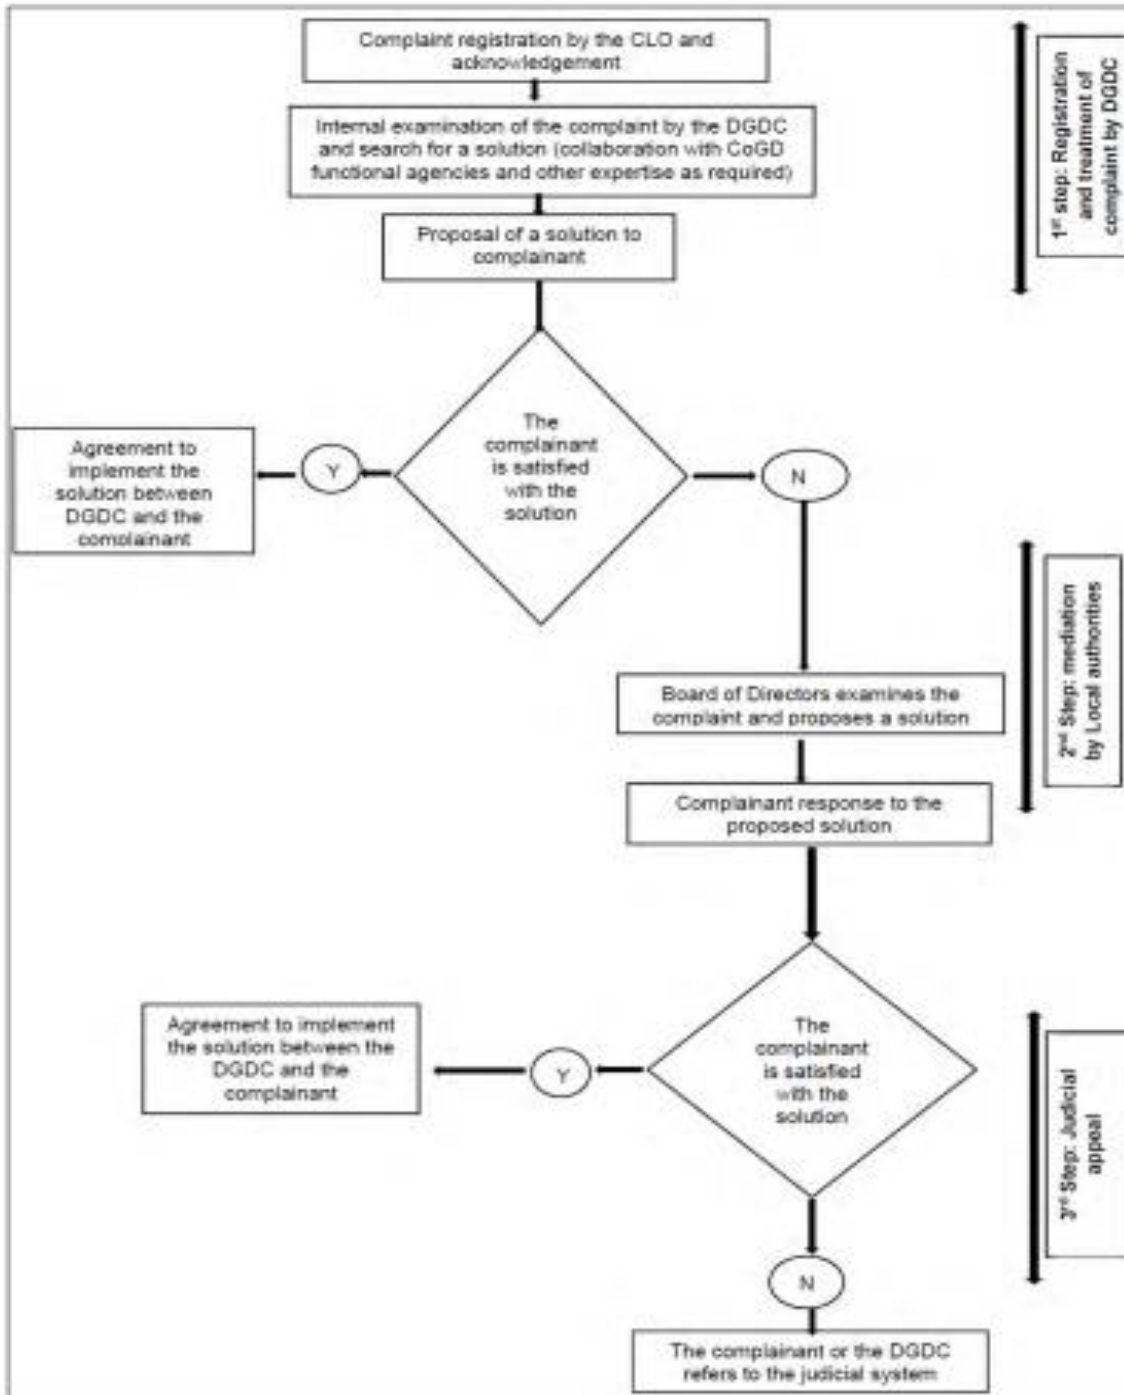 Complaint registration by the CLO and
acknowledgement
Internal examination of the complaint by the DGDC
and search for a solution (collaboration with CoGD
functional agencies and other expertise as required)
Proposal of a solution to
complainant
1st step: Registration
and treatment of
complaint by DGDC
The
complainant
is satisfied
with the
solution
Y
N
Agreement to
implement the
solution between
DGDC and the
complainant
Board of Directors examines the
complaint and proposes a solution
Complainant response to the
proposed solution
2nd Step: mediation
by Local authorities
The
complainant
is satisfied
with the
solution
Y
Agreement to implement
the solution between the
DGDC and the
complainant
3rd Step: Judicial
appeal
N
The complainant or the DGDC
refers to the judicial system